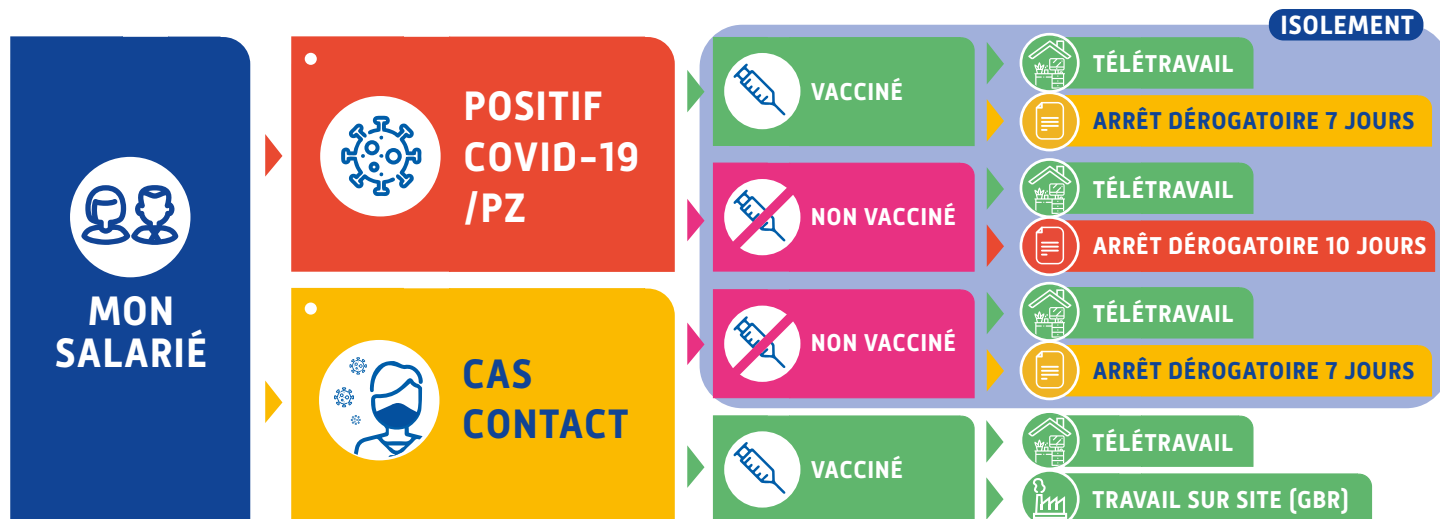 ISOLEMENT
MON
SALARIÉ
POSITIF
COVID-19
/PZ
VACCINÉ
TÉLÉTRAVAIL
ARRÊT DÉROGATOIRE 7 JOURS
NON VACCINÉ
TÉLÉTRAVAIL
ARRÊT DÉROGATOIRE 10 JOURS
CAS
CONTACT
NON VACCINÉ
TÉLÉTRAVAIL
ARRÊT DÉROGATOIRE 7 JOURS
VACCINÉ
TÉLÉTRAVAIL
TRAVAIL SUR SITE (GBR)